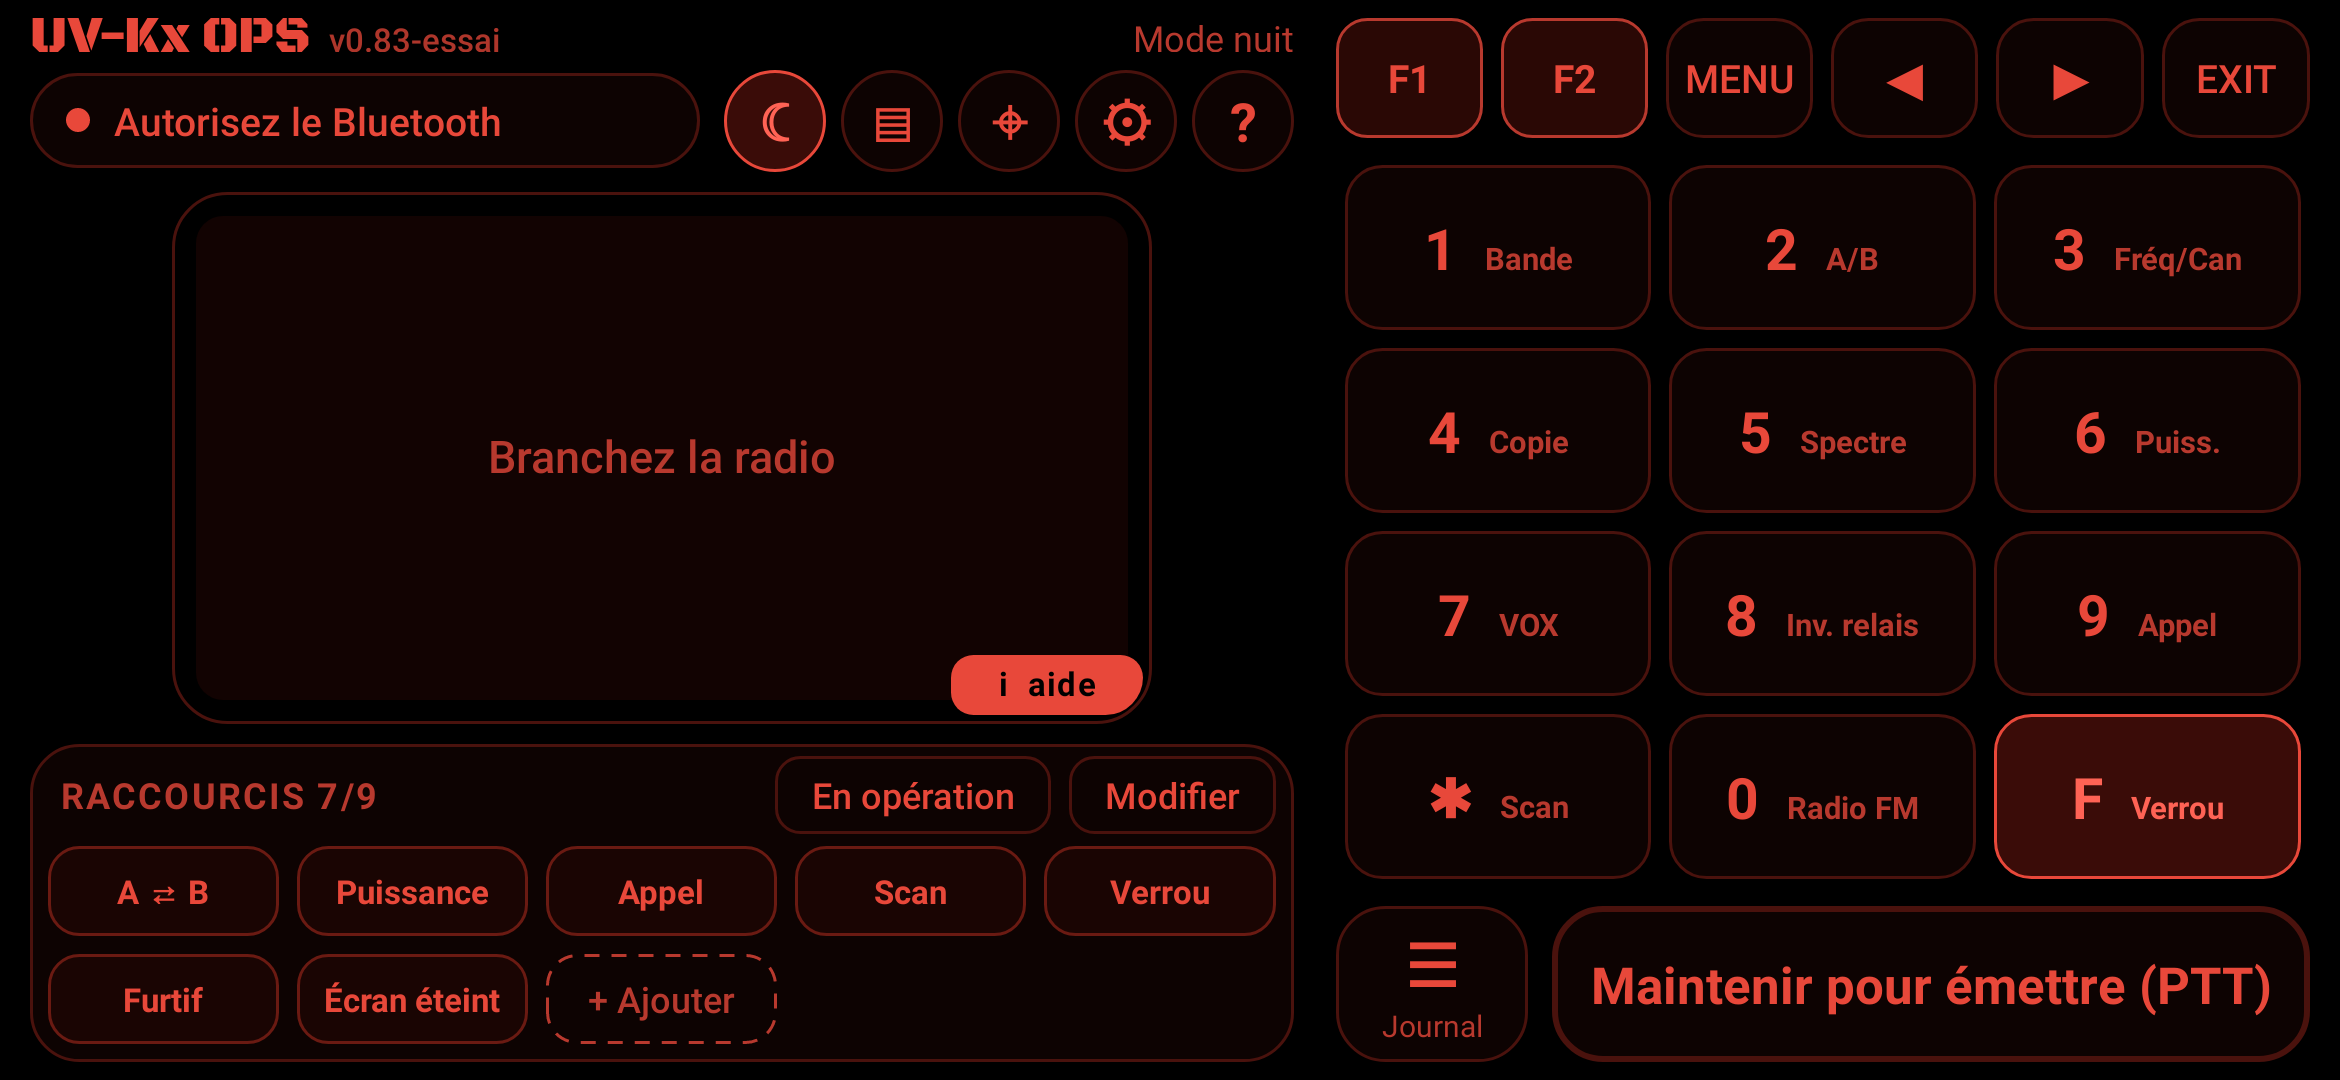 UV-Kx OPS v0.83-essai
Mode nuit
Autorisez le Bluetooth
?
Branchez la radio
i aide
RACCOURCIS 7/9
En opération
Modifier
A ⇄ B
Puissance
Appel
Scan
Verrou
Furtif
Écran éteint
+ Ajouter
F1
F2
MENU
◀
▶
EXIT
1 Bande
2 A/B
3 Fréq/Can
4 Copie
5 Spectre
6 Puiss.
7 VOX
8 Inv. relais
9 Appel
✱ Scan
0 Radio FM
F Verrou
Journal
Maintenir pour émettre (PTT)